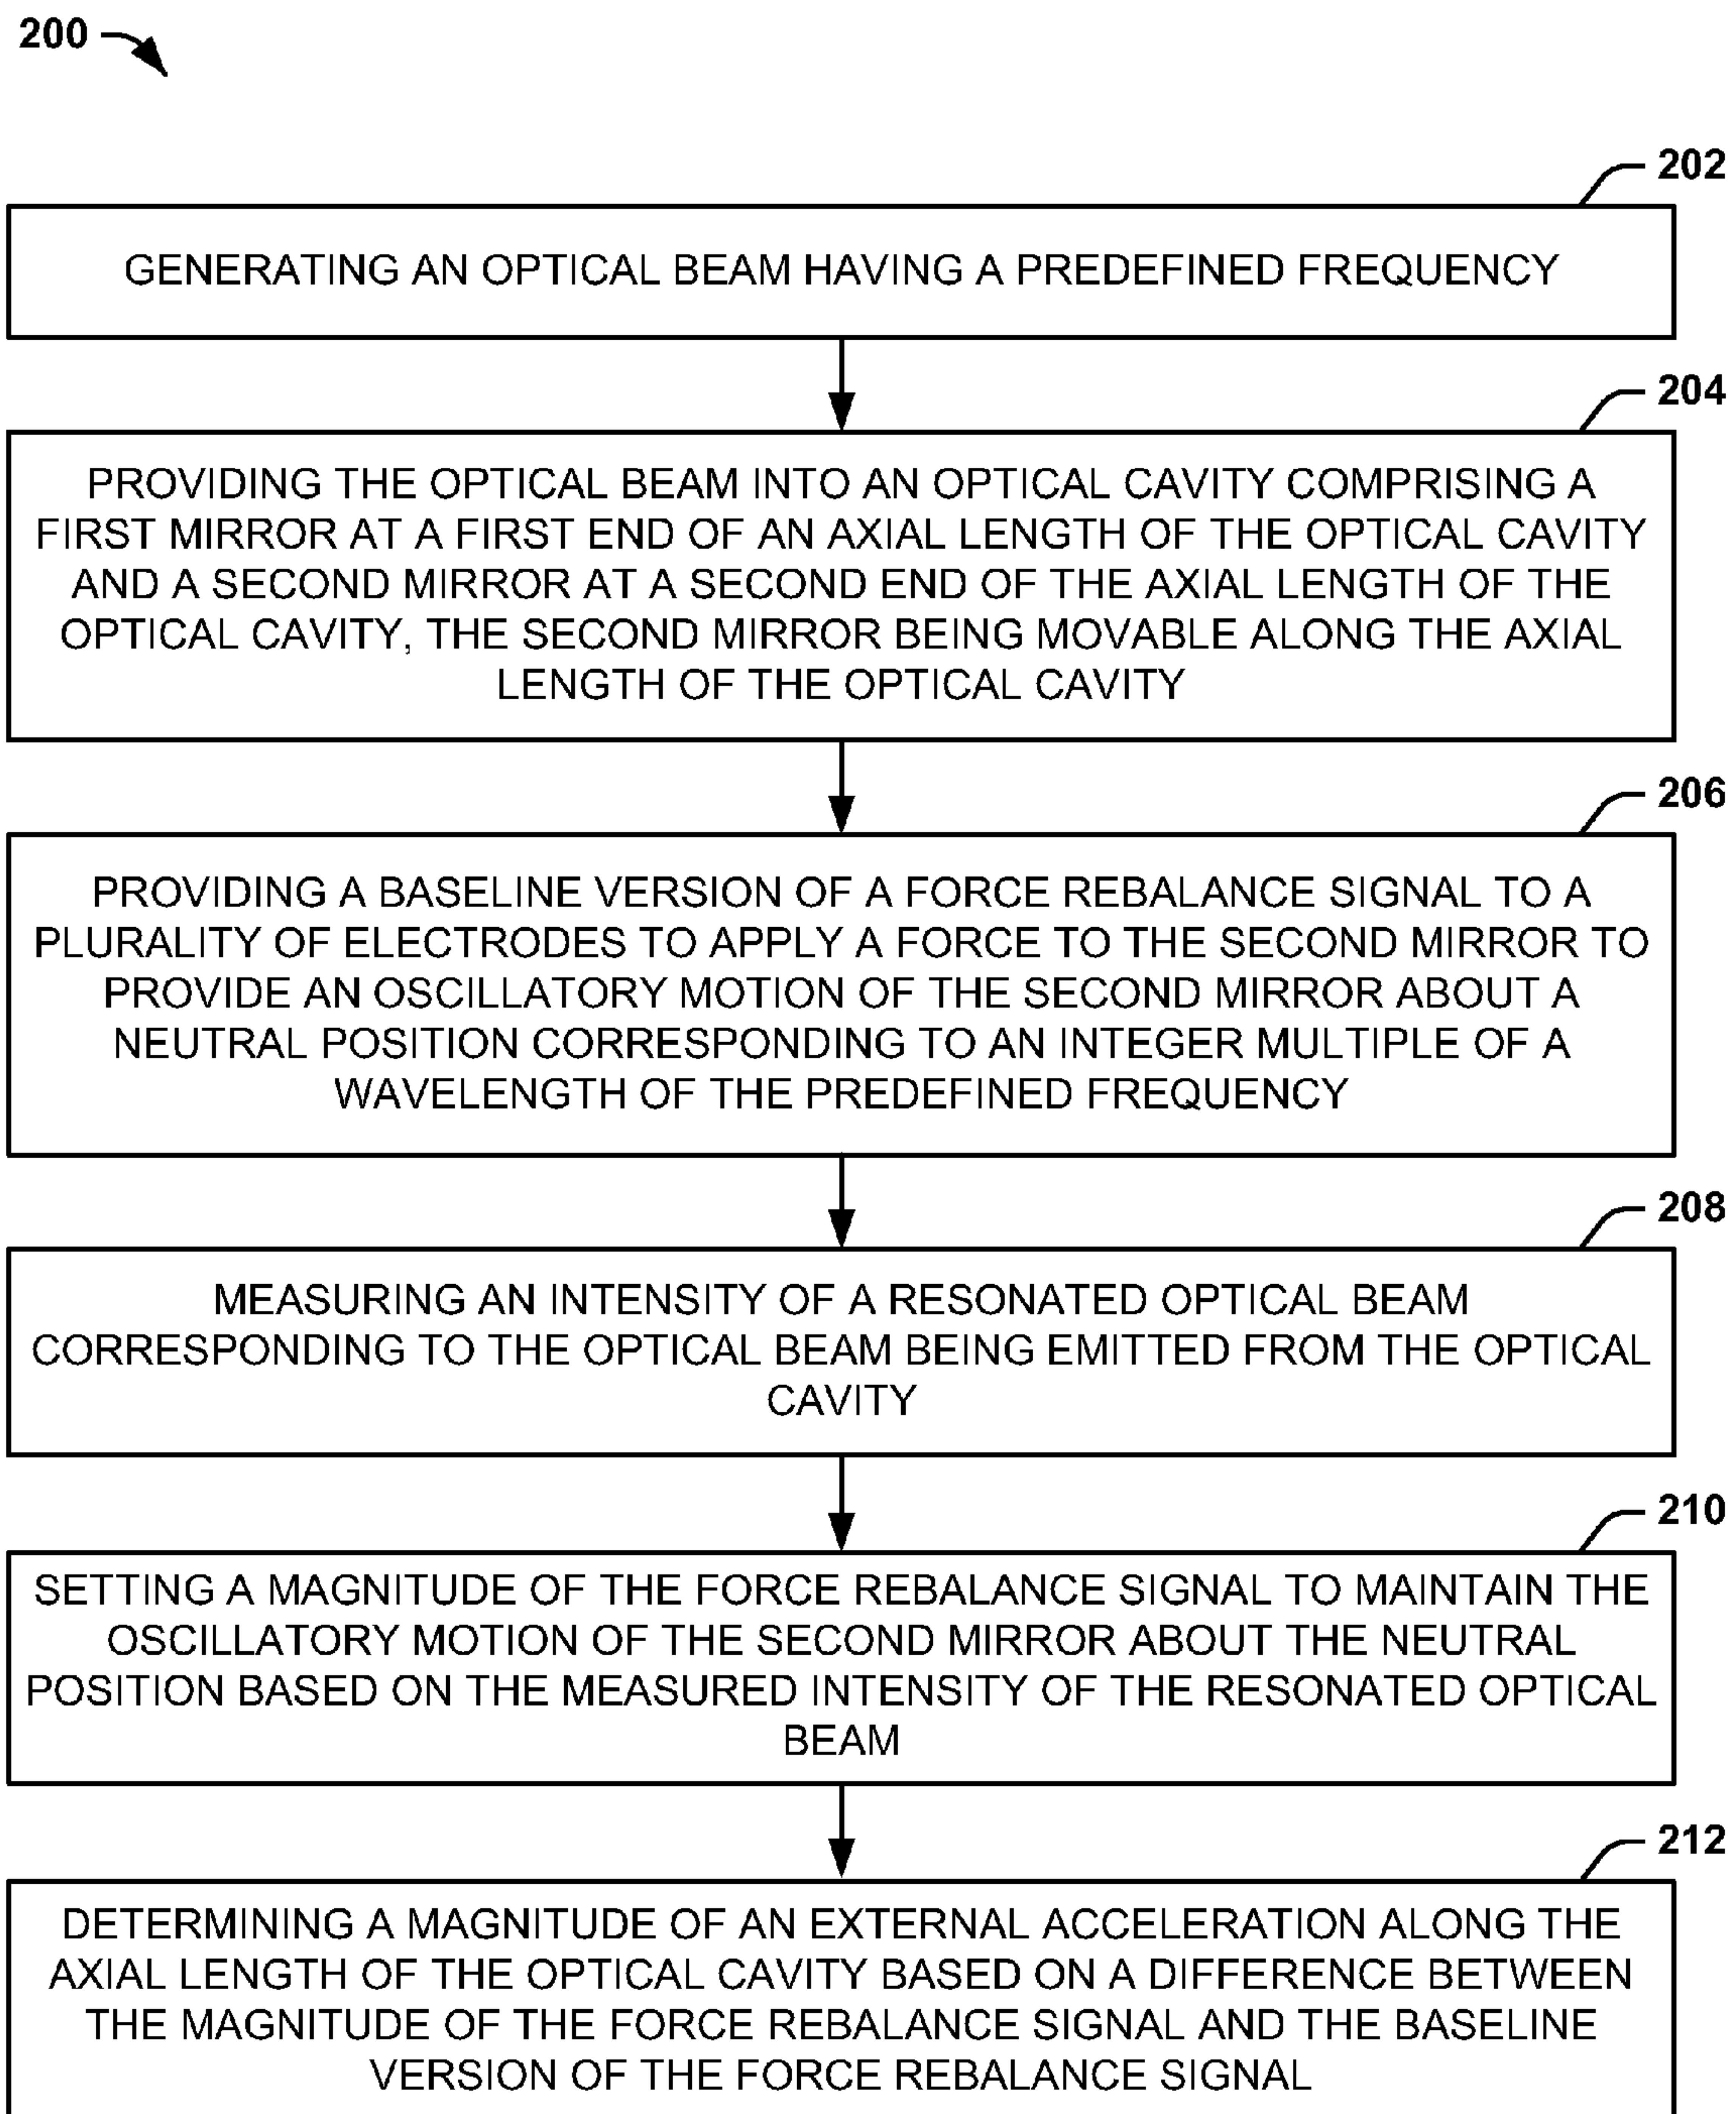 200
202
GENERATING AN OPTICAL BEAM HAVING A PREDEFINED FREQUENCY
204
PROVIDING THE OPTICAL BEAM INTO AN OPTICAL CAVITY COMPRISING A
FIRST MIRROR AT A FIRST END OF AN AXIAL LENGTH OF THE OPTICAL CAVITY
AND A SECOND MIRROR AT A SECOND END OF THE AXIAL LENGTH OF THE
OPTICAL CAVITY, THE SECOND MIRROR BEING MOVABLE ALONG THE AXIAL
LENGTH OF THE OPTICAL CAVITY
206
PROVIDING A BASELINE VERSION OF A FORCE REBALANCE SIGNAL TO A
PLURALITY OF ELECTRODES TO APPLY A FORCE TO THE SECOND MIRROR TO
PROVIDE AN OSCILLATORY MOTION OF THE SECOND MIRROR ABOUT A
NEUTRAL POSITION CORRESPONDING TO AN INTEGER MULTIPLE OF A
WAVELENGTH OF THE PREDEFINED FREQUENCY
208
MEASURING AN INTENSITY OF A RESONATED OPTICAL BEAM
CORRESPONDING TO THE OPTICAL BEAM BEING EMITTED FROM THE OPTICAL
CAVITY
210
SETTING A MAGNITUDE OF THE FORCE REBALANCE SIGNAL TO MAINTAIN THE
OSCILLATORY MOTION OF THE SECOND MIRROR ABOUT THE NEUTRAL
POSITION BASED ON THE MEASURED INTENSITY OF THE RESONATED OPTICAL
BEAM
212
DETERMINING A MAGNITUDE OF AN EXTERNAL ACCELERATION ALONG THE
AXIAL LENGTH OF THE OPTICAL CAVITY BASED ON A DIFFERENCE BETWEEN
THE MAGNITUDE OF THE FORCE REBALANCE SIGNAL AND THE BASELINE
VERSION OF THE FORCE REBALANCE SIGNAL